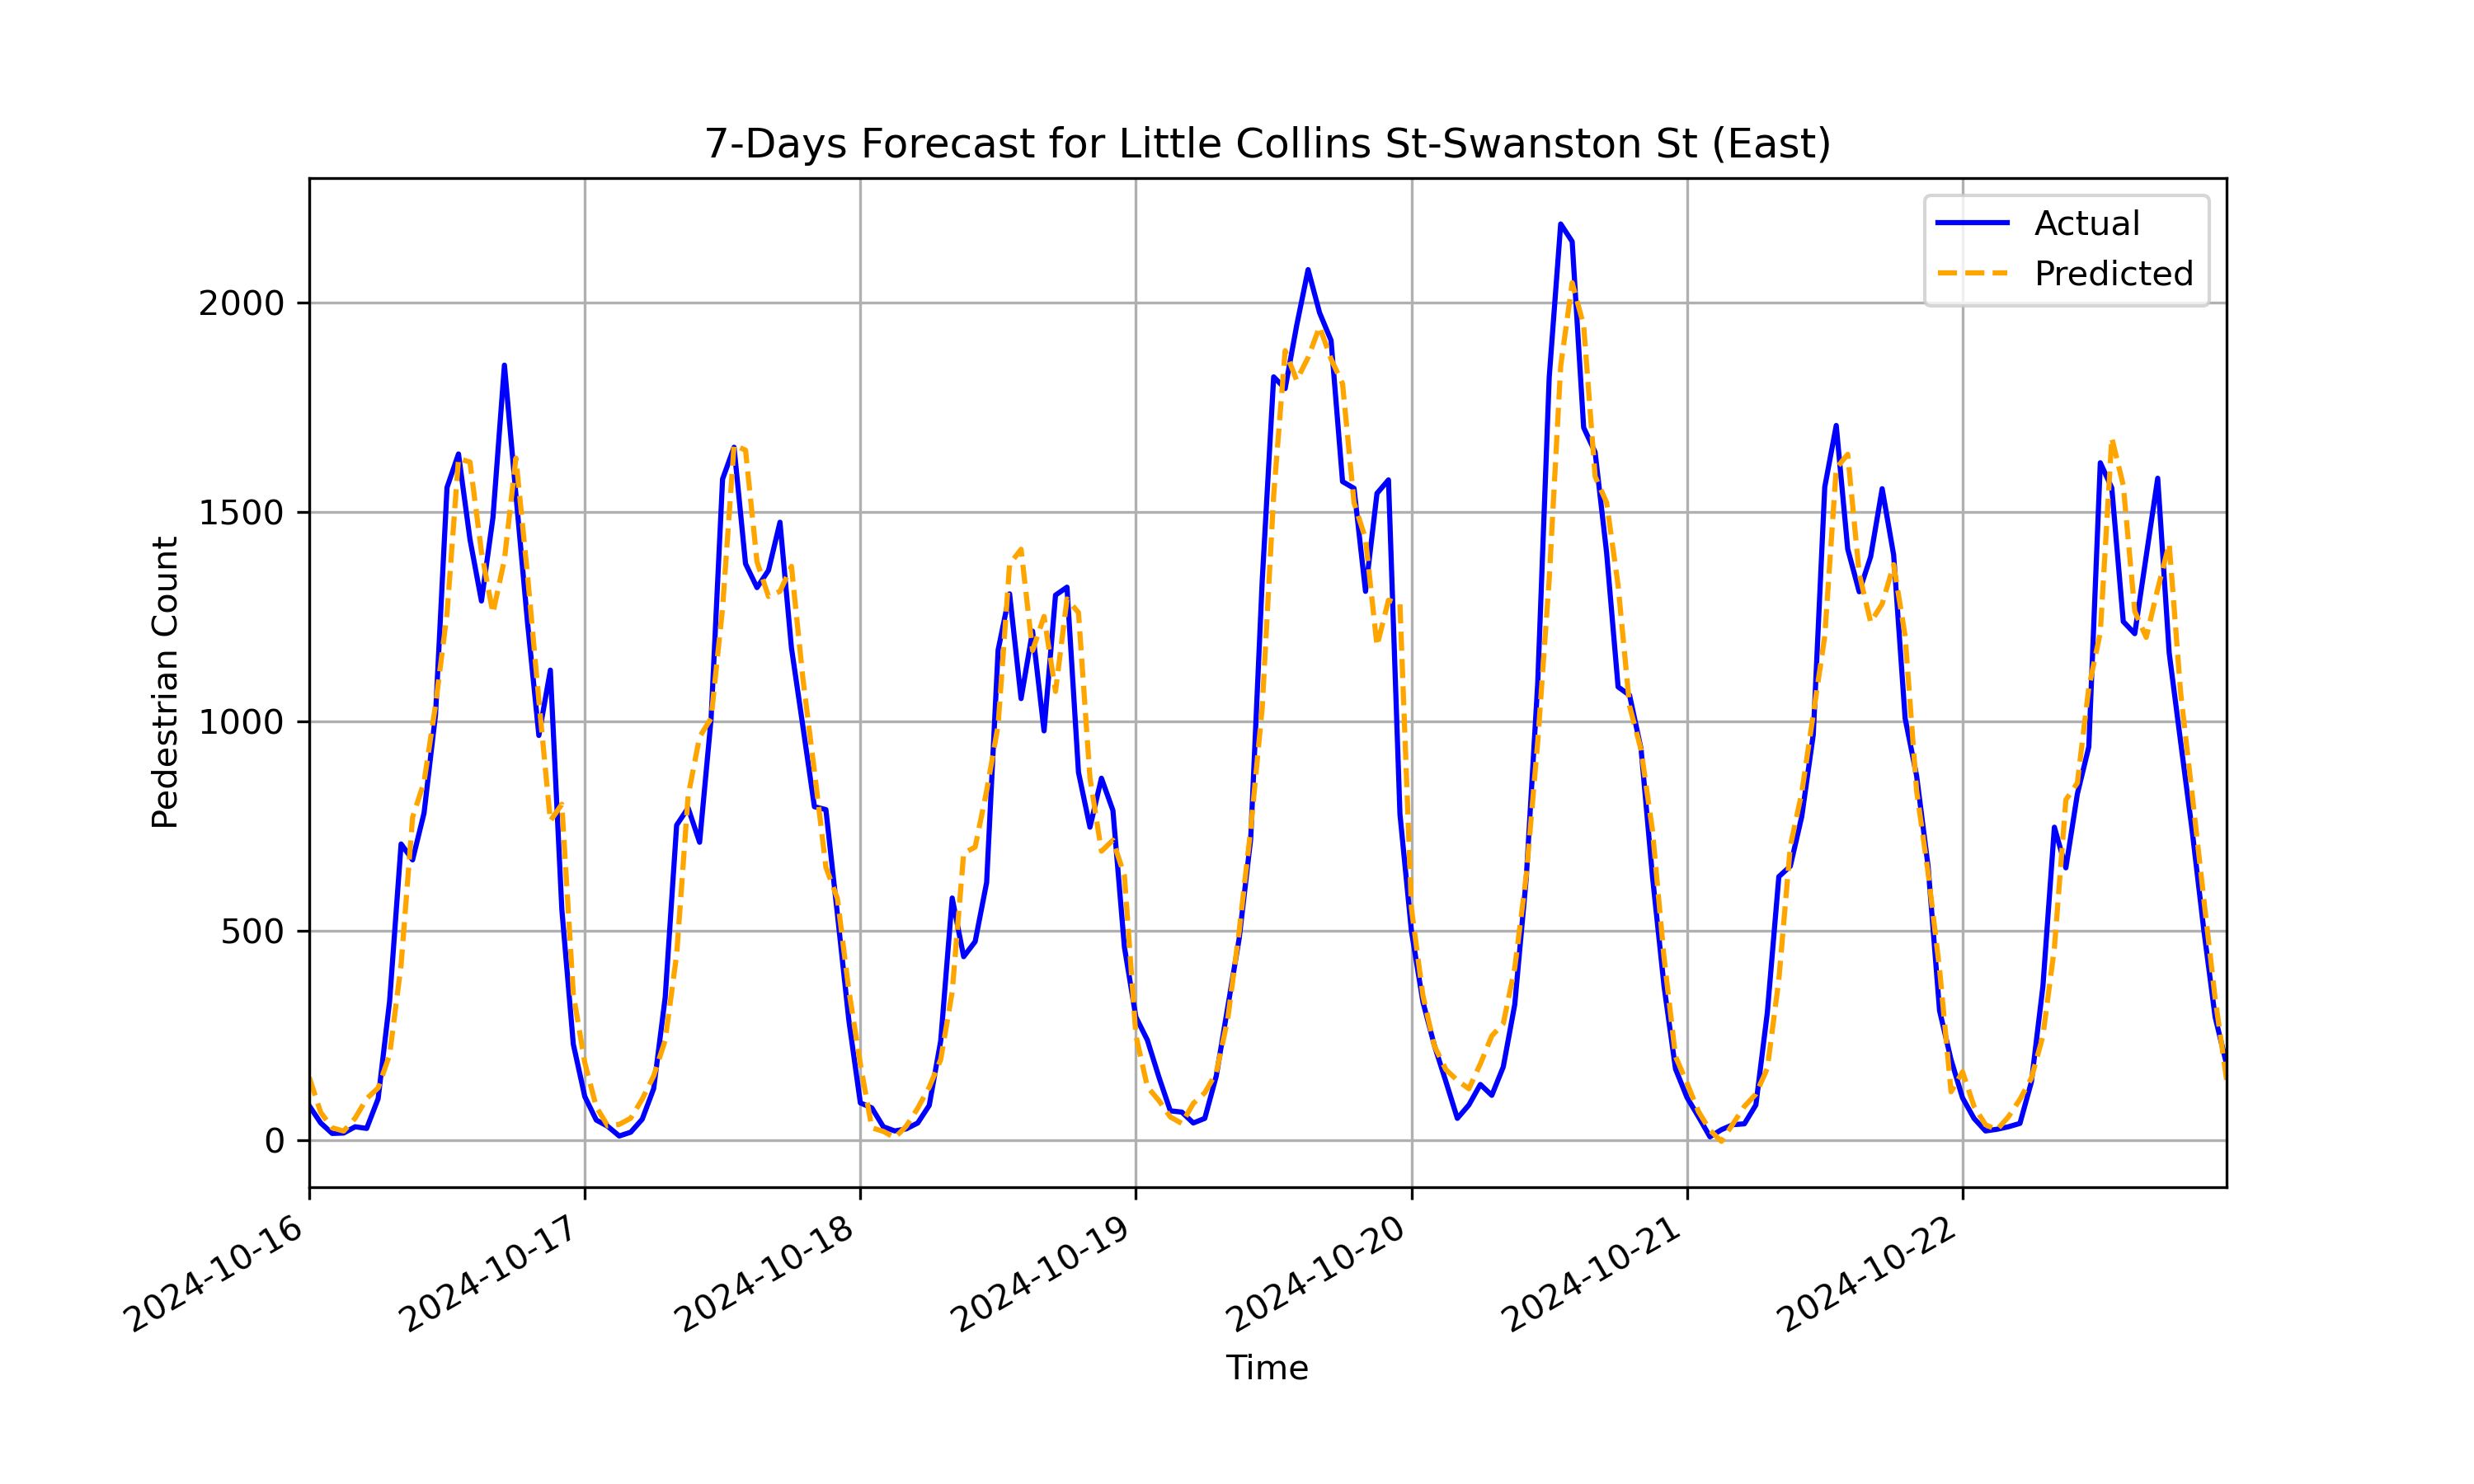 7-Days Forecast for Little Collins St-Swanston St (East)
Actual
Predicted
Pedestrian Count
2000
1500
1000
500
0
2024-10-16
2024-10-17
2024-10-18
2024-10-19
2024-10-20
2024-10-21
2024-10-22
Time